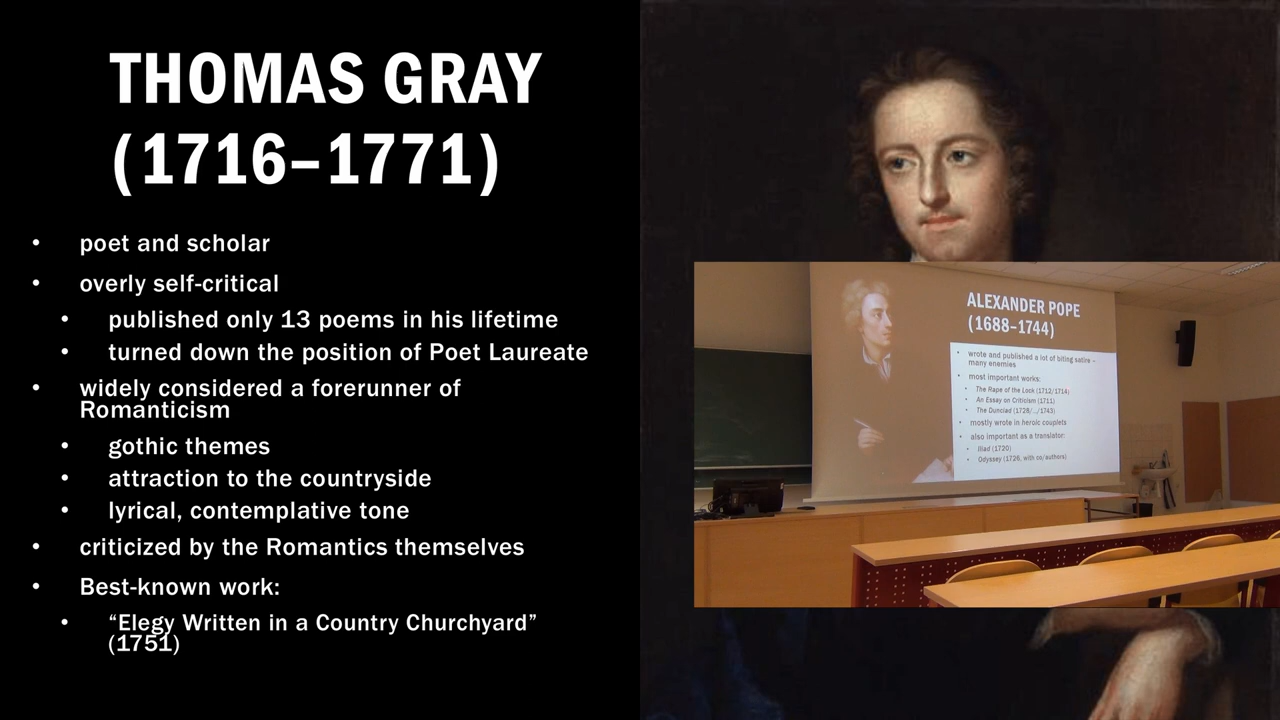 THOMAS GRAY
(1716–1771)
• poet and scholar
• overly self-critical
• published only 13 poems in his lifetime
• turned down the position of Poet Laureate
• widely considered a forerunner of
Romanticism
• gothic themes
• attraction to the countryside
• lyrical, contemplative tone
• criticized by the Romantics themselves
• Best-known work:
• “Elegy Written in a Country Churchyard”
(1751)
ALEXANDER POPE
(1688–1744)
• wrote and published a lot of biting satire –
many enemies
• most important works:
• The Rape of the Lock (1712/1714)
• An Essay on Criticism (1711)
• The Dunciad (1728/../1743)
• mostly wrote in heroic couplets
• also important as a translator:
• Iliad (1720)
• Odyssey (1726, with co/authors)